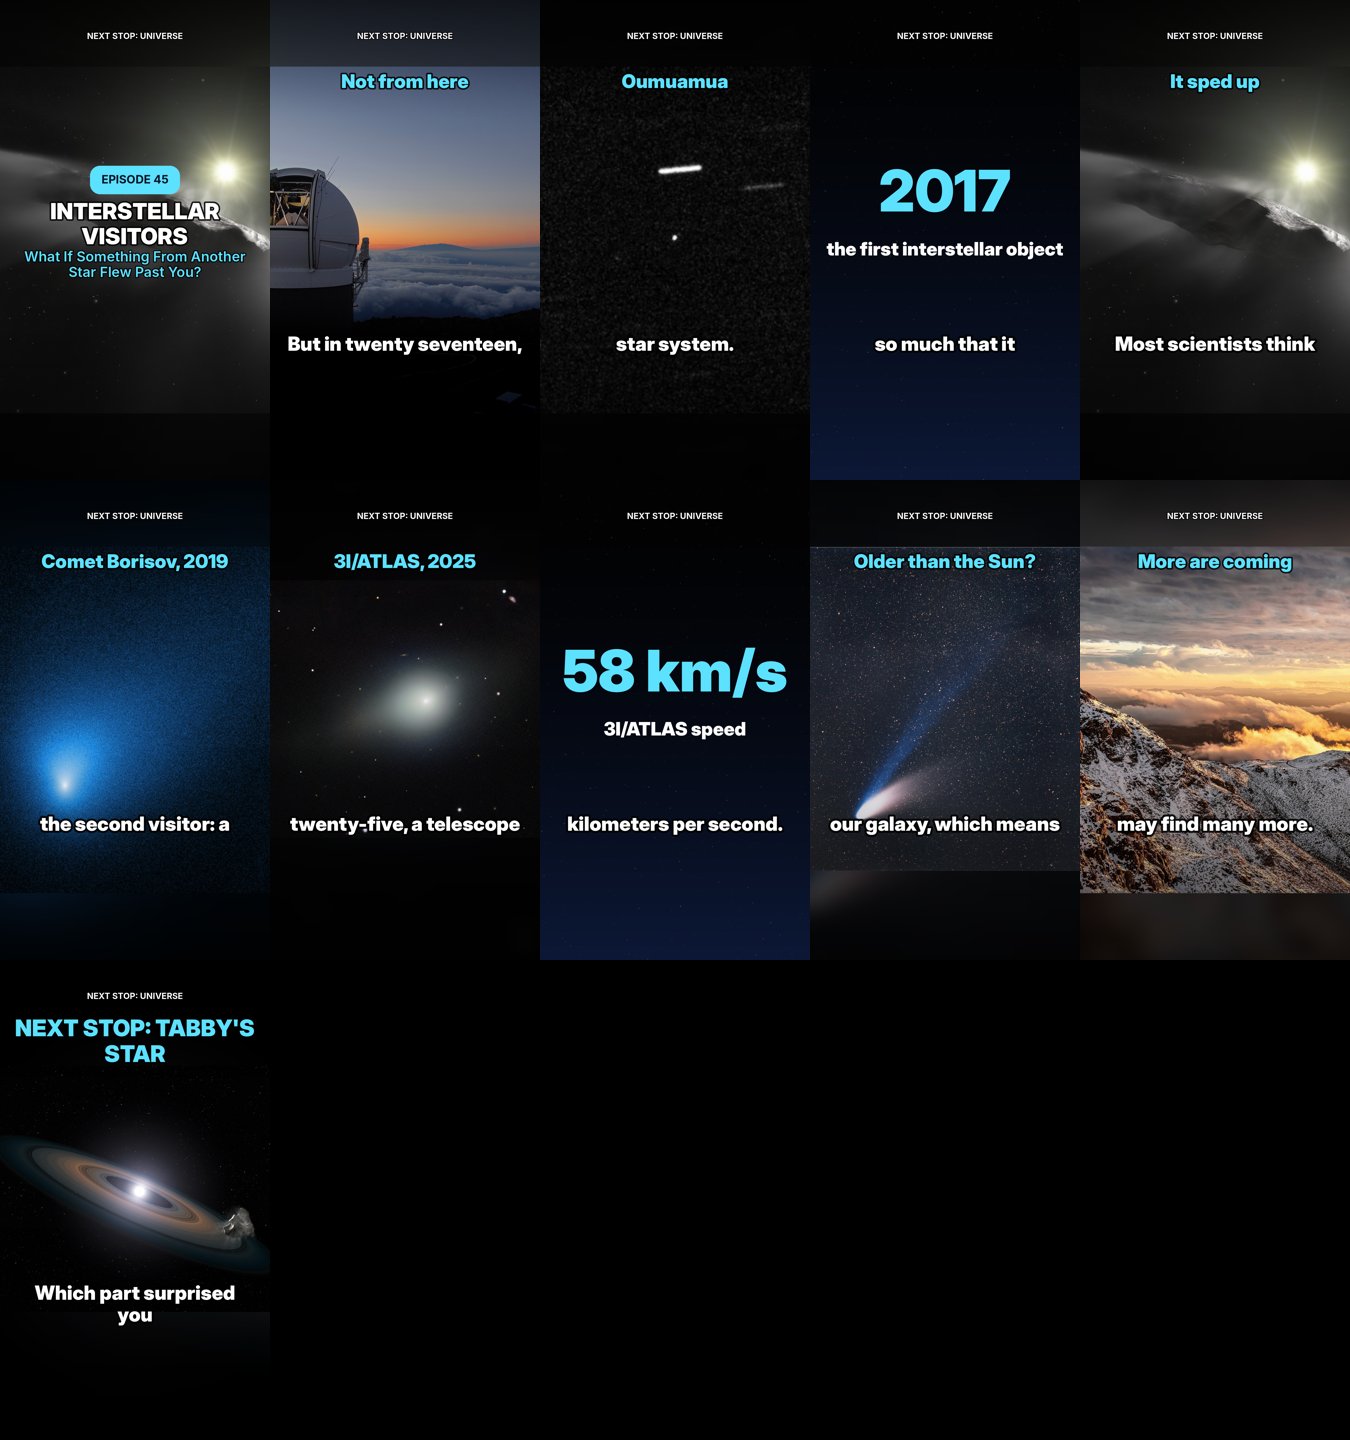 NEXT STOP: UNIVERSE
EPISODE 45
INTERSTELLAR
VISITORS
What If Something From Another
Star Flew Past You?
NEXT STOP: UNIVERSE
Not from here
But in twenty seventeen,
NEXT STOP: UNIVERSE
Oumuamua
star system.
NEXT STOP: UNIVERSE
2017
the first interstellar object
so much that it
NEXT STOP: UNIVERSE
It sped up
Most scientists think
NEXT STOP: UNIVERSE
Comet Borisov, 2019
the second visitor: a
NEXT STOP: UNIVERSE
3I/ATLAS, 2025
twenty-five, a telescope
NEXT STOP: UNIVERSE
58 km/s
3I/ATLAS speed
kilometers per second.
NEXT STOP: UNIVERSE
Older than the Sun?
our galaxy, which means
NEXT STOP: UNIVERSE
More are coming
may find many more.
NEXT STOP: UNIVERSE
NEXT STOP: TABBY'S
STAR
Which part surprised
you